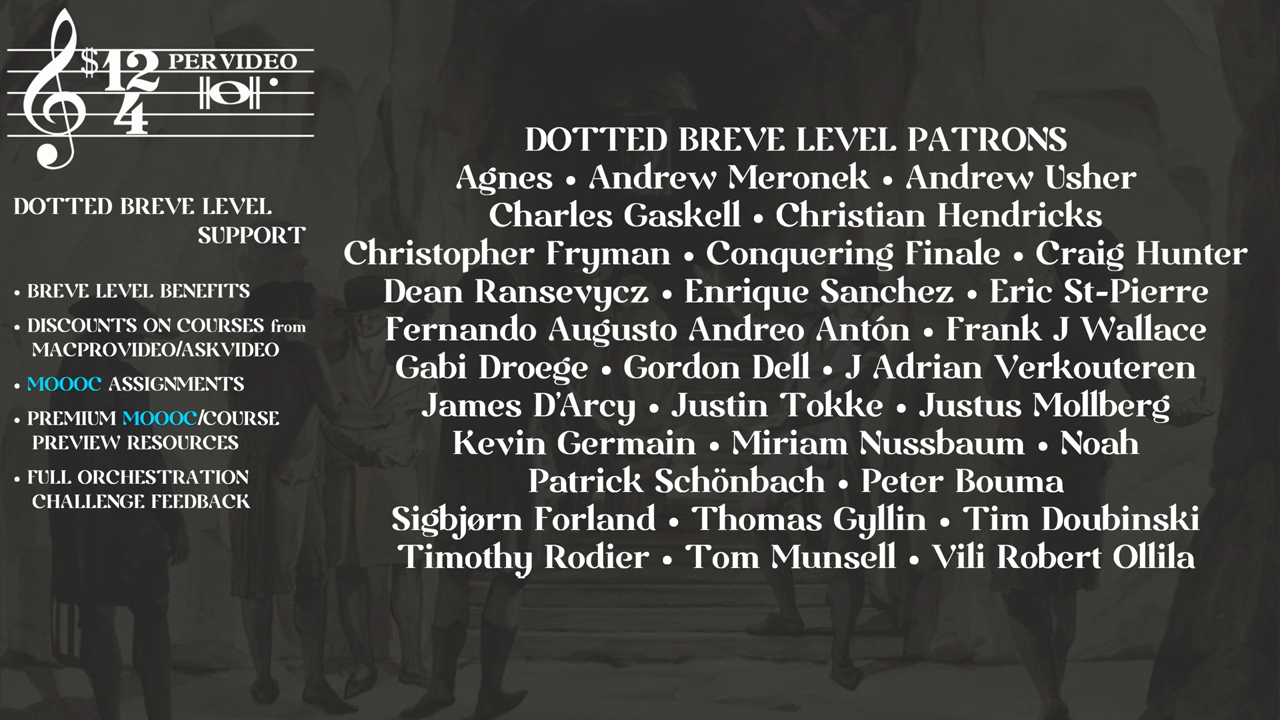 $12 PER VIDEO
4
DOTTED BREVE LEVEL
SUPPORT
• BREVE LEVEL BENEFITS
• DISCOUNTS ON COURSES from
MACPROVIDEO/ASKVIDEO
• MOOOC ASSIGNMENTS
• PREMIUM MOOOC/COURSE
PREVIEW RESOURCES
• FULL ORCHESTRATION
CHALLENGE FEEDBACK
DOTTED BREVE LEVEL PATRONS
Agnes • Andrew Meronek • Andrew Usher
Charles Gaskell • Christian Hendricks
Christopher Fryman • Conquering Finale • Craig Hunter
Dean Ransevycz • Enrique Sanchez • Eric St-Pierre
Fernando Augusto Andreo Antón • Frank J Wallace
Gabi Droege • Gordon Dell • J Adrian Verkouteren
James D'Arcy • Justin Tokke • Justus Mollberg
Kevin Germain • Miriam Nussbaum • Noah
Patrick Schönbach • Peter Bouma
Sigbjørn Forland • Thomas Gyllin • Tim Doubinski
Timothy Rodier • Tom Munsell • Vili Robert Ollila